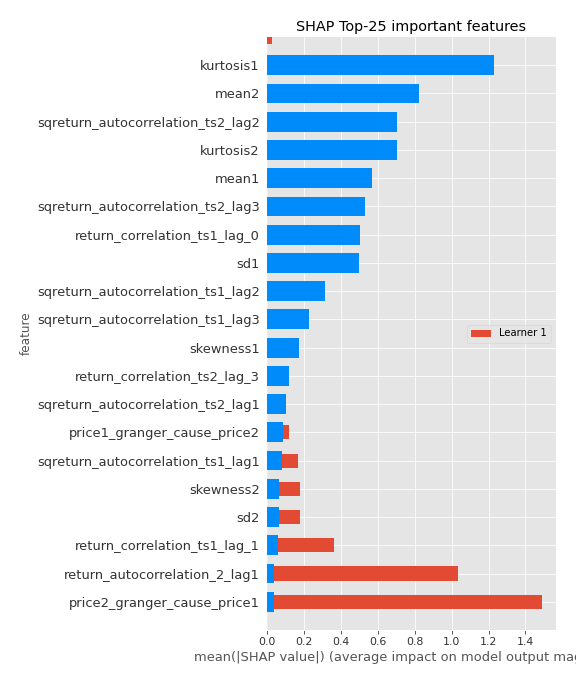 SHAP Top-25 important features
kurtosis1
mean2
sqreturn_autocorrelation_ts2_lag2
kurtosis2
mean1
sqreturn_autocorrelation_ts2_lag3
return_correlation_ts1_lag_0
sd1
sqreturn_autocorrelation_ts1_lag2
sqreturn_autocorrelation_ts1_lag3
skewness1
return_correlation_ts2_lag_3
sqreturn_autocorrelation_ts2_lag1
price1_granger_cause_price2
sqreturn_autocorrelation_ts1_lag1
skewness2
sd2
return_correlation_ts1_lag_1
return_autocorrelation_2_lag1
price2_granger_cause_price1
feature
Learner 1
0.0 0.2 0.4 0.6 0.8 1.0 1.2 1.4
mean(|SHAP value|) (average impact on model output mag